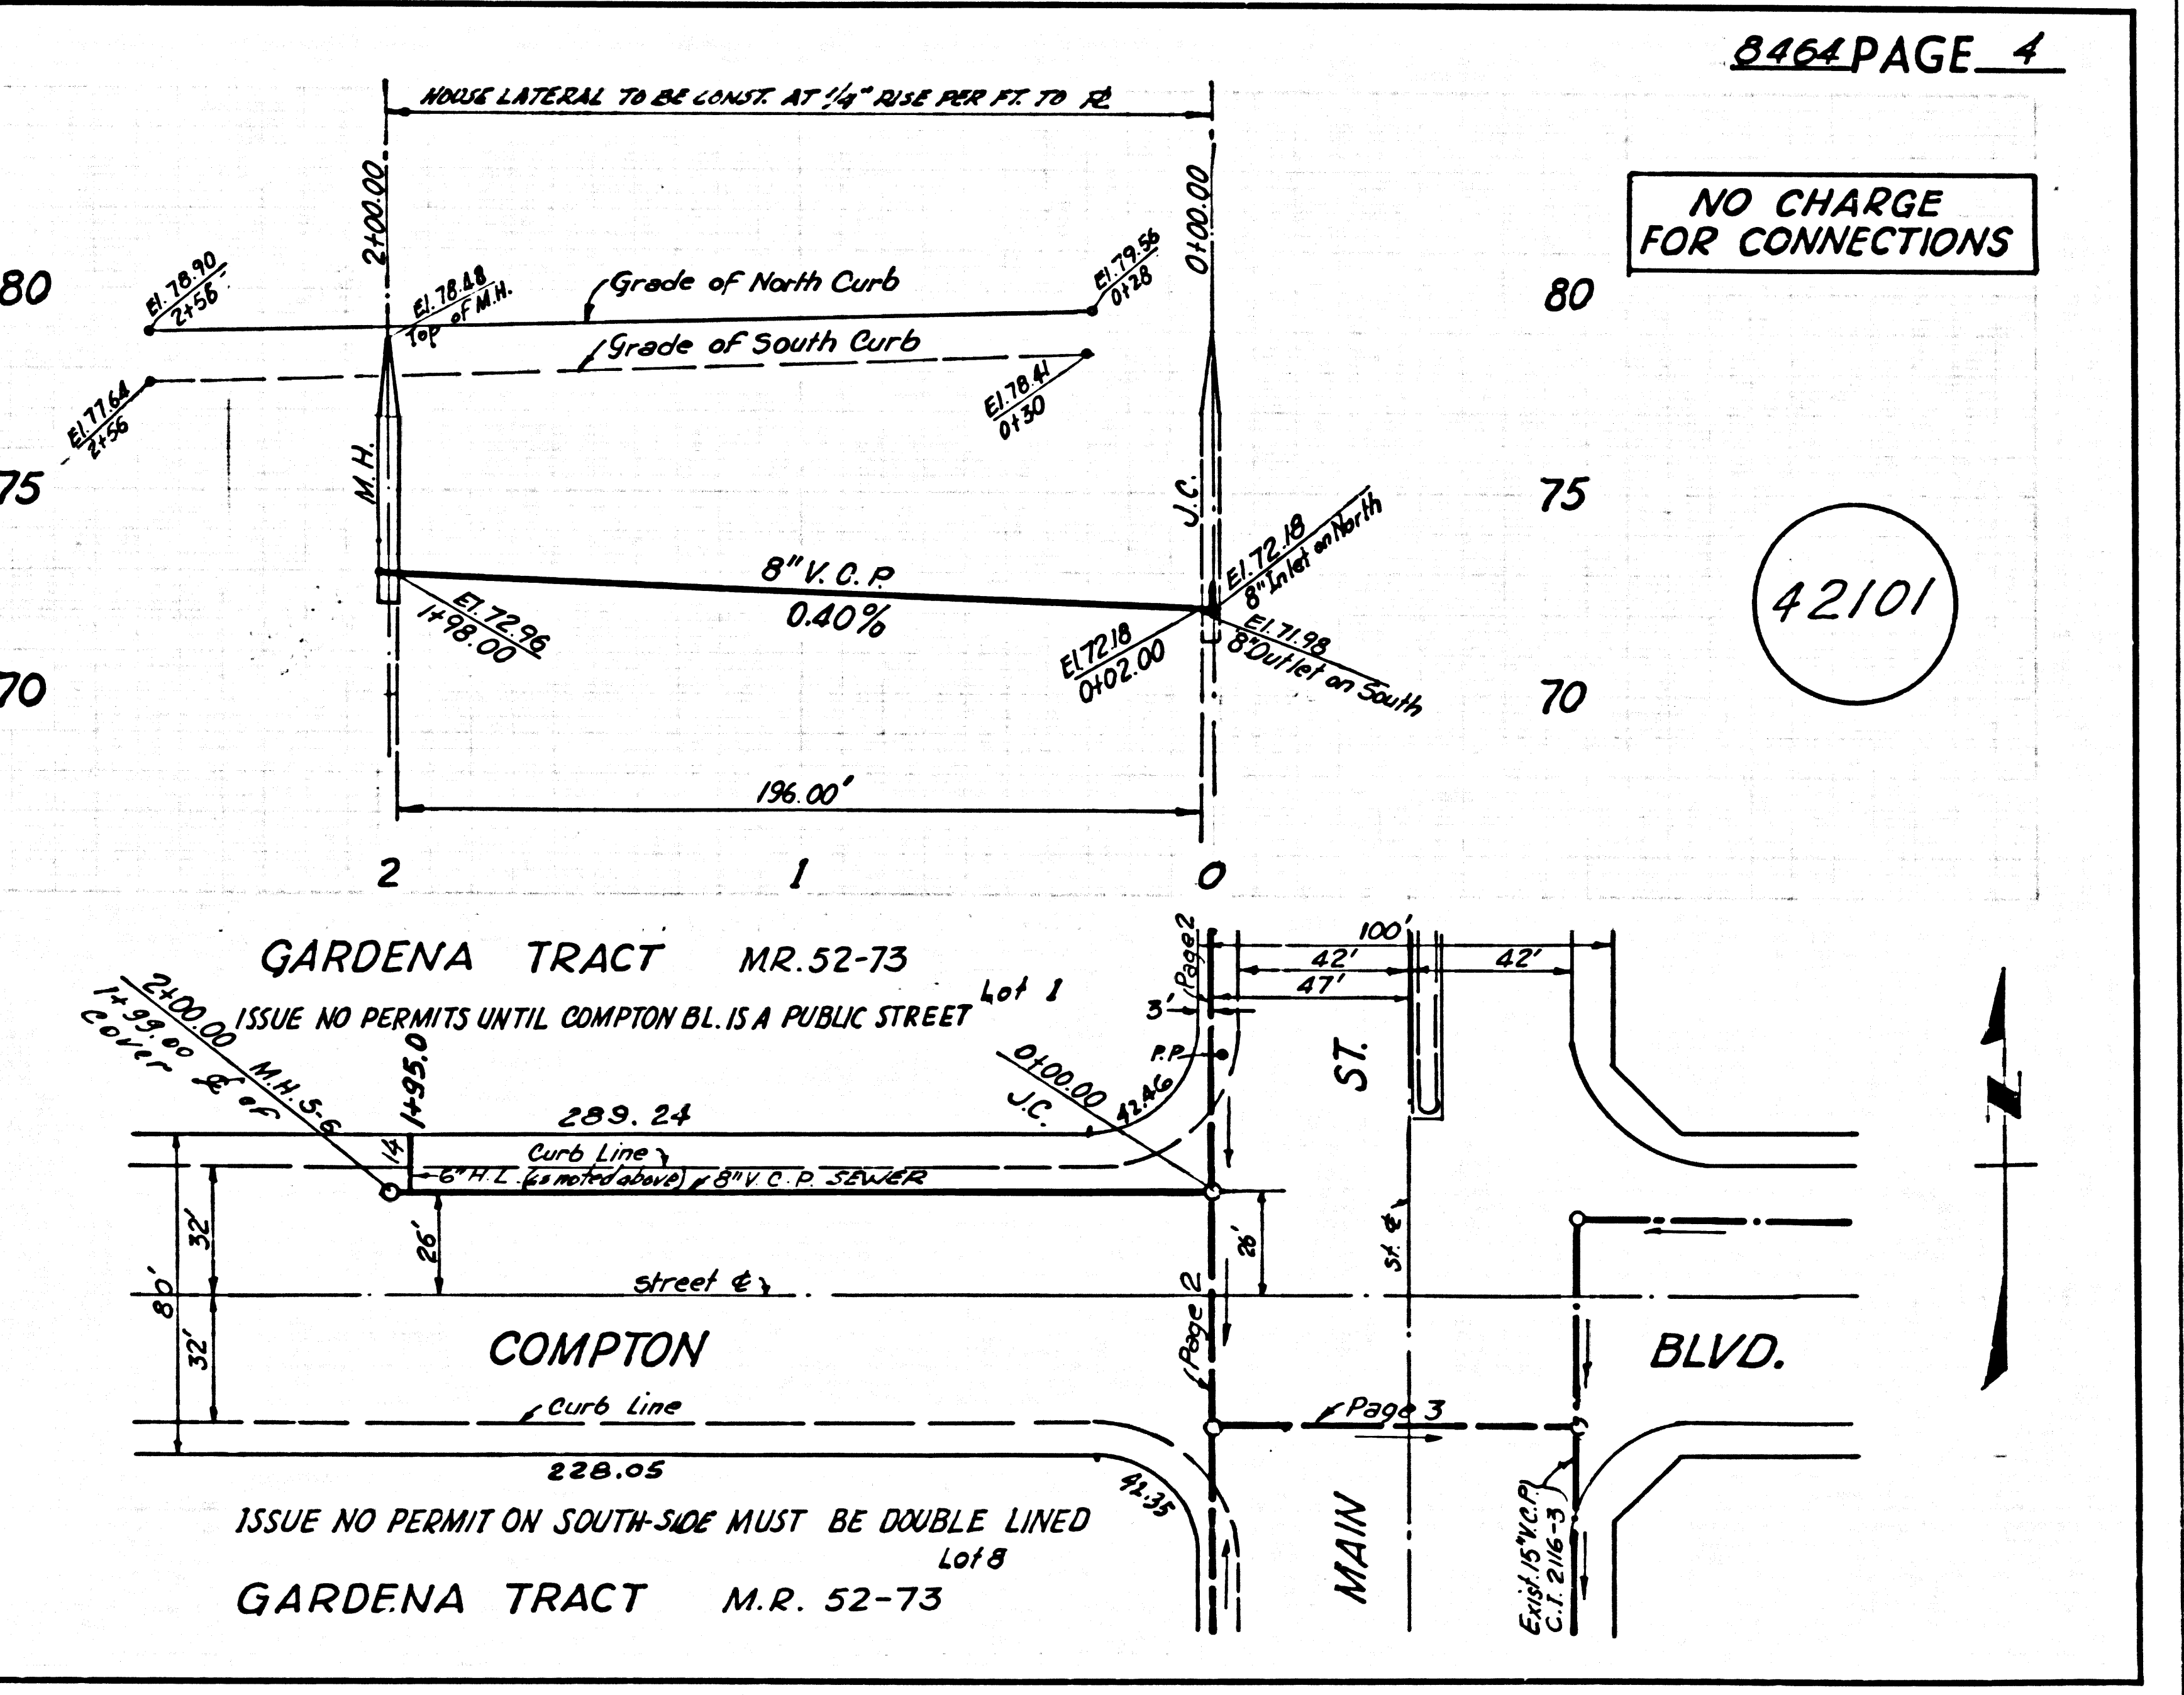 8464 PAGE 4
HOUSE LATERAL TO BE CONST. AT 1/4" RISE PER FT. TO PL
NO CHARGE
FOR CONNECTIONS
2+00.00
0+00.00
80
El. 78.90
2+56
El. 78.48
Top of M.H.
Grade of North Curb
El. 79.56
0+28
80
Grade of South Curb
El. 77.64
2+56
El. 78.41
0+30
75
M.H.
J.C.
75
El. 72.18
8" Inlet on North
8" V.C.P.
0.40%
El. 72.96
1+98.00
El. 72.18
0+02.00
El. 71.98
8" Outlet on South
42101
70
70
196.00'
2 1 0
GARDENA TRACT M.R. 52-73
Lot 1
ISSUE NO PERMITS UNTIL COMPTON BL. IS A PUBLIC STREET
2+00.00 M.H. S-6
1+99.00 ℄ of
Cover
1+95.0
14
289.24
0+00.00
J.C.
42.46
(Page 2
100'
42' 42'
47'
3'
P.P.
ST.
N
Curb Line
6" H.L. (as noted above) 8" V.C.P. SEWER
32'
26'
26'
St. ℄
80'
Street ℄
32'
COMPTON
(Page 2
BLVD.
Curb Line
Page 3
228.05
42.35
ISSUE NO PERMIT ON SOUTH-SIDE MUST BE DOUBLE LINED
Lot 8
GARDENA TRACT M.R. 52-73
MAIN
Exist. 15" V.C.P.
C.I. 2116-3